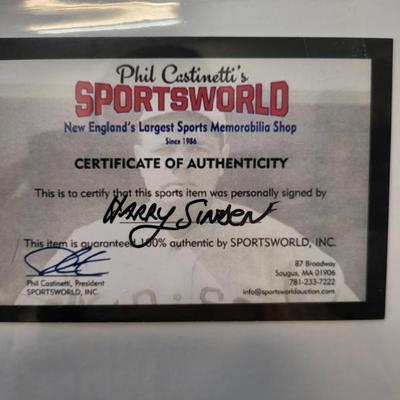 Phil Castinetti's
SPORTSWORLD
New England's Largest Sports Memorabilia Shop
Since 1986
CERTIFICATE OF AUTHENTICITY
This is to certify that this sports item was personally signed by
HARRY SINDEN
This item is guaranteed 100% authentic by SPORTSWORLD, INC.
Phil Castinetti, President
SPORTSWORLD, INC.
87 Broadway
Saugus, MA 01906
781-233-7222
info@sportsworldauction.com